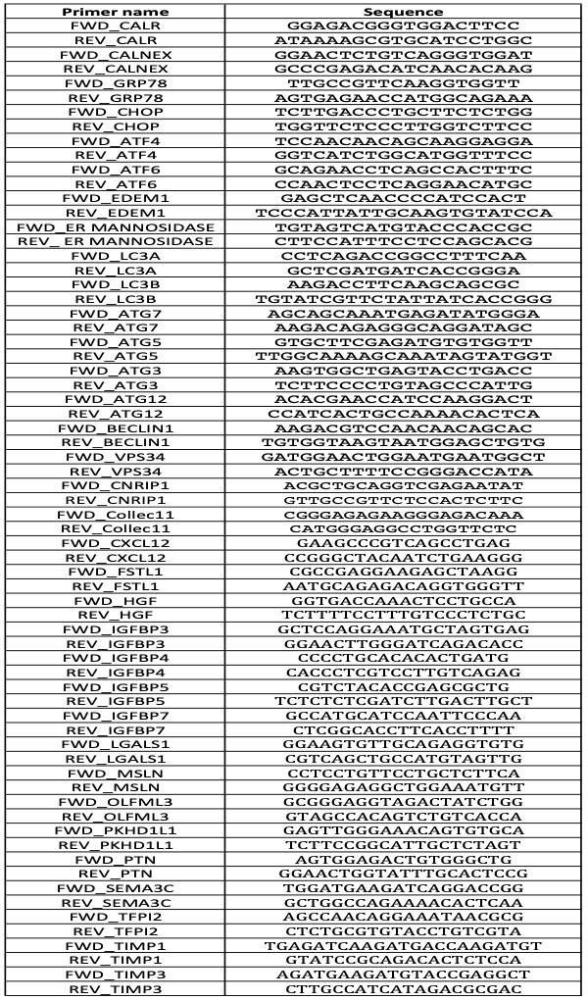 Primer name Sequence
FWD_CALR GGAGACGGGTGGACTTCC
REV_CALR ATAAAAGCGTGCATCCTGGC
FWD_CALNEX GGAACTCTGTCAGGGTGGAT
REV_CALNEX GCCCGAGACATCAACACAAG
FWD_GRP78 TTGCCGTTCAAGGTGGTT
REV_GRP78 AGTGAGAACCATGGCAGAAA
FWD_CHOP TCTTGACCCTGCTTCTCTGG
REV_CHOP TGGTTCTCCCTTGGTCTTCC
FWD_ATF4 TCCAACAACAGCAAGGAGGA
REV_ATF4 GGTCATCTGGCATGGTTTCC
FWD_ATF6 GCAGAACCTCAGCCACTTTC
REV_ATF6 CCAACTCCTCAGGAACATGC
FWD_EDEM1 GAGCTCAACCCCATCCACT
REV_EDEM1 TCCCATTATTGCAAGTGTATCCA
FWD_ER MANNOSIDASE TGTAGTCATGTACCCACCGC
REV_ ER MANNOSIDASE CTTCCATTTCCTCCAGCACG
FWD_LC3A CCTCAGACCGGCCTTTCAA
REV_LC3A GCTCGATGATCACCGGGA
FWD_LC3B AAGACCTTCAAGCAGCGC
REV_LC3B TGTATCGTTCTATTATCACCGGG
FWD_ATG7 AGCAGCAAATGAGATATGGGA
REV_ATG7 AAGACAGAGGGCAGGATAGC
FWD_ATG5 GTGCTTCGAGATGTGTGGTT
REV_ATG5 TTGGCAAAAGCAAATAGTATGGT
FWD_ATG3 AAGTGGCTGAGTACCTGACC
REV_ATG3 TCTTCCCCTGTAGCCCATTG
FWD_ATG12 ACACGAACCATCCAAGGACT
REV_ATG12 CCATCACTGCCAAAACACTCA
FWD_BECLIN1 AAGACGTCCAACAACAGCAC
REV_BECLIN1 TGTGGTAAGTAATGGAGCTGTG
FWD_VPS34 GATGGAACTGGAATGAATGGCT
REV_VPS34 ACTGCTTTTCCGGGACCATA
FWD_CNRIP1 ACGCTGCAGGTCGAGAATAT
REV_CNRIP1 GTTGCCGTTCTCCACTCTTC
FWD_Collec11 CGGGAGAGAAGGGAGACAAA
REV_Collec11 CATGGGAGGCCTGGTTCTC
FWD_CXCL12 GAAGCCCGTCAGCCTGAG
REV_CXCL12 CCGGGCTACAATCTGAAGGG
FWD_FSTL1 CGCCGAGGAAGAGCTAAGG
REV_FSTL1 AATGCAGAGACAGGTGGGTT
FWD_HGF GGTGACCAAACTCCTGCCA
REV_HGF TCTTTTCCTTTGTCCCTCTGC
FWD_IGFBP3 GCTCCAGGAAATGCTAGTGAG
REV_IGFBP3 GGAACTTGGGATCAGACACC
FWD_IGFBP4 CCCCTGCACACACTGATG
REV_IGFBP4 CACCCTCGTCCTTGTCAGAG
FWD_IGFBP5 CGTCTACACCGAGCGCTG
REV_IGFBP5 TCTCTCTCGATCTTGACTTGCT
FWD_IGFBP7 GCCATGCATCCAATTCCCAA
REV_IGFBP7 CTCGGCACCTTCACCTTTT
FWD_LGALS1 GGAAGTGTTGCAGAGGTGTG
REV_LGALS1 CGTCAGCTGCCATGTAGTTG
FWD_MSLN CCTCCTGTTCCTGCTCTTCA
REV_MSLN GGGGAGAGGCTGGAAATGTT
FWD_OLFML3 GCGGGAGGTAGACTATCTGG
REV_OLFML3 GTAGCCACAGTCTGTCACCA
FWD_PKHD1L1 GAGTTGGGAAACAGTGTGCA
REV_PKHD1L1 TCTTCCGGCATTGCTCTAGT
FWD_PTN AGTGGAGACTGTGGGCTG
REV_PTN GGAACTGGTATTTGCACTCCG
FWD_SEMA3C TGGATGAAGATCAGGACCGG
REV_SEMA3C GCTGGCCAGAAAACACTCAA
FWD_TFPI2 AGCCAACAGGAAATAACGCG
REV_TFPI2 CTCTGCGTGTACCTGTCGTA
FWD_TIMP1 TGAGATCAAGATGACCAAGATGT
REV_TIMP1 GTATCCGCAGACACTCTCCA
FWD_TIMP3 AGATGAAGATGTACCGAGGCT
REV_TIMP3 CTTGCCATCATAGACGCGAC